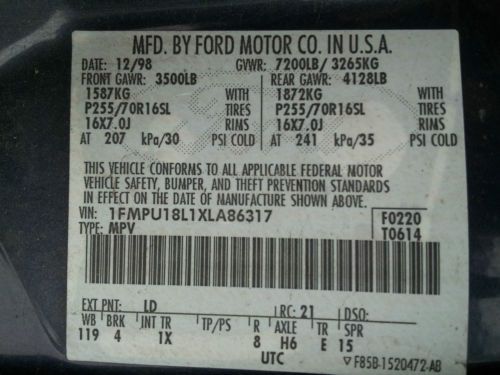 MFD. BY FORD MOTOR CO. IN U.S.A.
DATE: 12/98 GVWR: 7200LB/ 3265KG
FRONT GAWR: 3500LB REAR GAWR: 4128LB
1587KG WITH 1872KG WITH
P255/70R16SL TIRES P255/70R16SL TIRES
16X7.0J RIMS 16X7.0J RIMS
AT 207 kPa/30 PSI COLD AT 241 kPa/35 PSI COLD
THIS VEHICLE CONFORMS TO ALL APPLICABLE FEDERAL MOTOR
VEHICLE SAFETY, BUMPER, AND THEFT PREVENTION STANDARDS
IN EFFECT ON THE DATE OF MANUFACTURE SHOWN ABOVE.
VIN: 1FMPU18L1XLA86317 F0220
TYPE: MPV T0614
EXT PNT: LD RC: 21 DSO:
WB BRK INT TR TP/PS R AXLE TR SPR
119 4 1X 8 H6 E 15
UTC F85B-1520472-AB